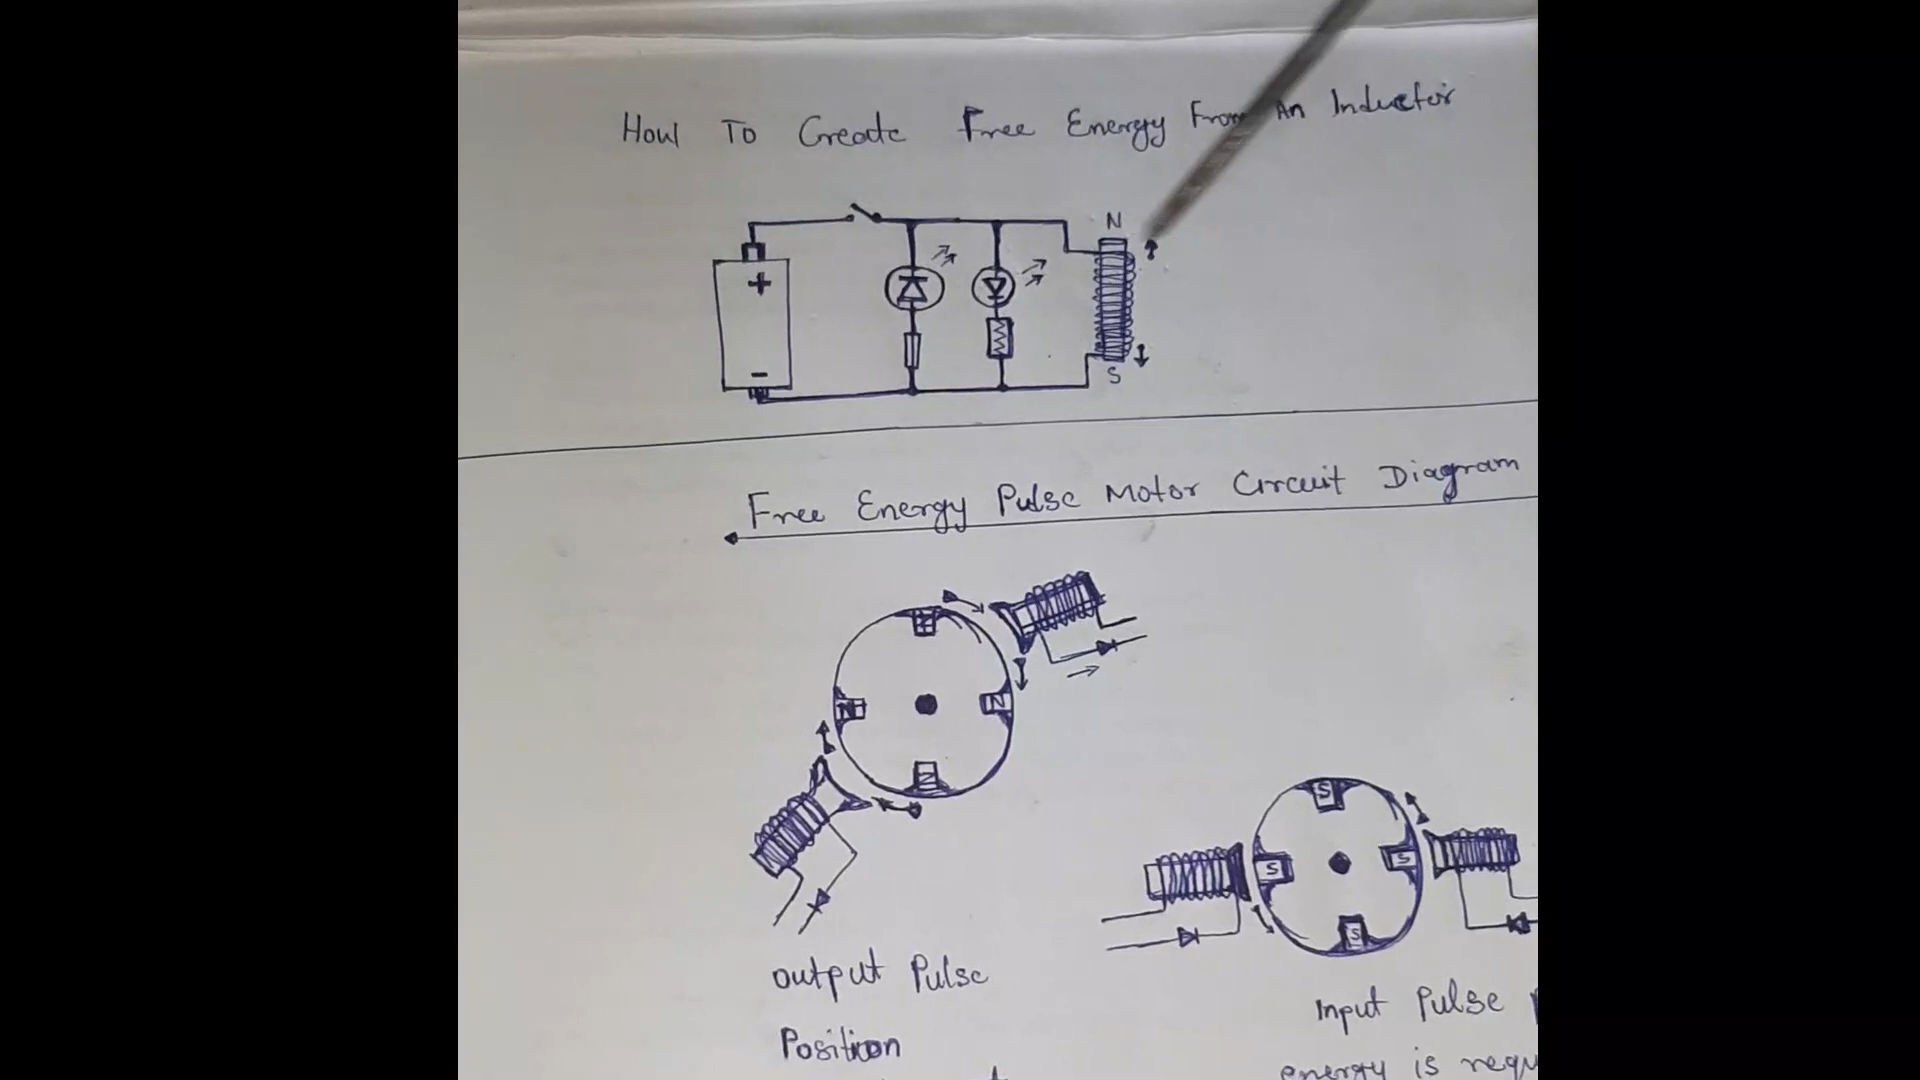 How To Create Free Energy From An Inductor
N
+
-
S
Free Energy Pulse Motor Circuit Diagram
N
N
N
N
S
S
S
S
Output Pulse
Position
Input Pulse
energy is requ